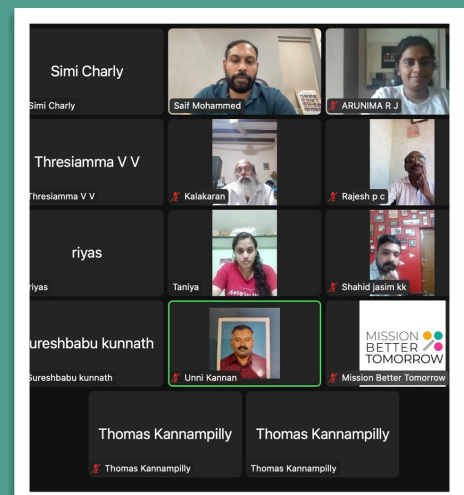 Simi Charly
Simi Charly
Saif Mohammed
ARUNIMA R J
Thresiamma V V
Thresiamma V V
Kalakaran
Rajesh p c
riyas
riyas
Taniya
Shahid jasim kk
ureshbabu kunnath
Sureshbabu kunnath
Unni Kannan
MISSION
BETTER
TOMORROW
Mission Better Tomorrow
Thomas Kannampilly
Thomas Kannampilly
Thomas Kannampilly
Thomas Kannampilly